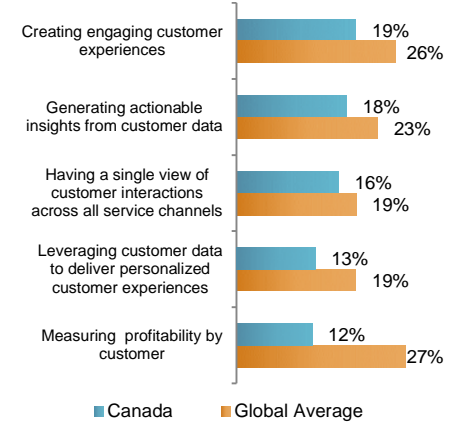 Creating engaging customer
experiences
19%
26%
Generating actionable
insights from customer data
18%
23%
Having a single view of
customer interactions
across all service channels
16%
19%
Leveraging customer data
to deliver personalized
customer experiences
13%
19%
Measuring profitability by
customer
12%
27%
Canada
Global Average